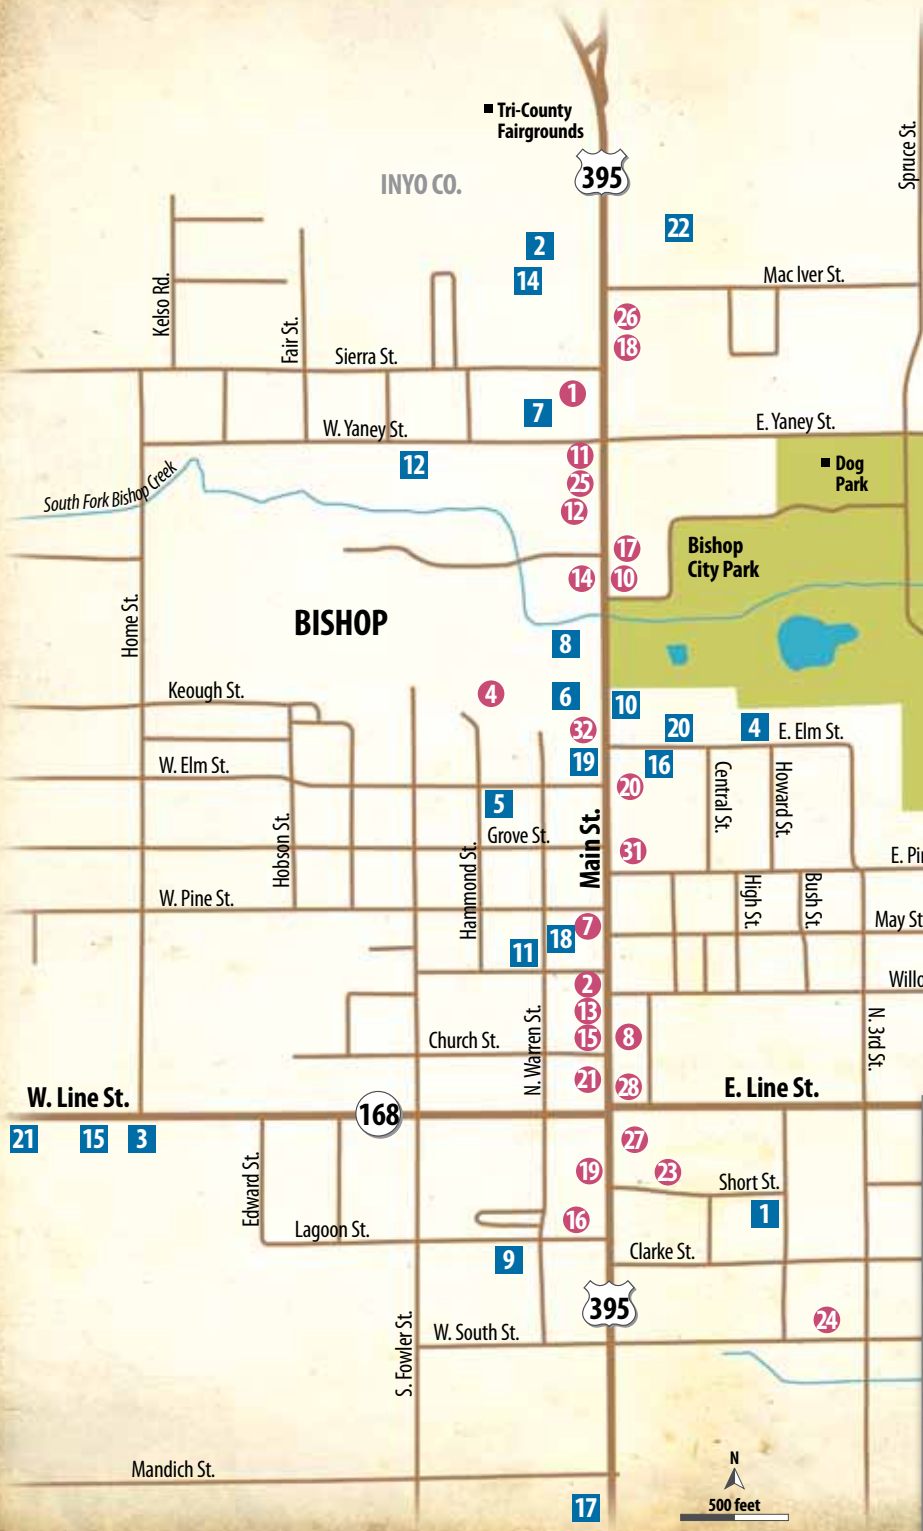 Tri-County
Fairgrounds
Spruce St.
395
INYO CO.
22
2
14
Mac Iver St.
Kelso Rd.
Fair St.
26
18
Sierra St.
1
7
W. Yaney St.
E. Yaney St.
11
12
Dog
Park
25
South Fork Bishop Creek
12
17
Bishop
City Park
14
10
Home St.
BISHOP
8
Keough St.
4
6
10
32
20
4
E. Elm St.
W. Elm St.
19
16
20
Central St.
Howard St.
5
Grove St.
Main St.
Hobson St.
31
E. Pi
Hammond St.
W. Pine St.
High St.
Bush St.
7
May St
18
11
2
Willo
13
N. Warren St.
15
8
N. 3rd St.
Church St.
21
28
W. Line St.
E. Line St.
168
21
15
3
27
19
23
Edward St.
Short St.
1
16
Lagoon St.
9
Clarke St.
395
24
S. Fowler St.
W. South St.
Mandich St.
N
500 feet
17